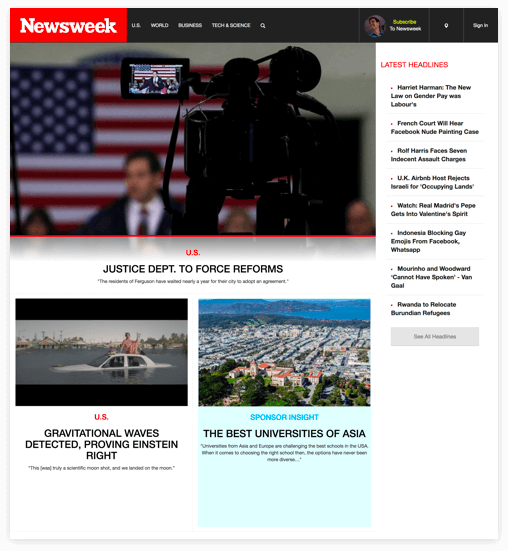 Newsweek
U.S. WORLD BUSINESS TECH & SCIENCE
Subscribe
To Newsweek
Sign In
U.S.
JUSTICE DEPT. TO FORCE REFORMS
"The residents of Ferguson have waited nearly a year for their city to adopt an agreement."
U.S.
GRAVITATIONAL WAVES
DETECTED, PROVING EINSTEIN
RIGHT
"This [was] truly a scientific moon shot, and we landed on the moon."
SPONSOR INSIGHT
THE BEST UNIVERSITIES OF ASIA
"Universities from Asia and Europe are challenging the best schools in the USA.
When it comes to choosing the right school then, the options have never been
more diverse..."
LATEST HEADLINES
Harriet Harman: The New
Law on Gender Pay was
Labour's
French Court Will Hear
Facebook Nude Painting Case
Rolf Harris Faces Seven
Indecent Assault Charges
U.K. Airbnb Host Rejects
Israeli for 'Occupying Lands'
Watch: Real Madrid's Pepe
Gets Into Valentine's Spirit
Indonesia Blocking Gay
Emojis From Facebook,
Whatsapp
Mourinho and Woodward
'Cannot Have Spoken' - Van
Gaal
Rwanda to Relocate
Burundian Refugees
See All Headlines